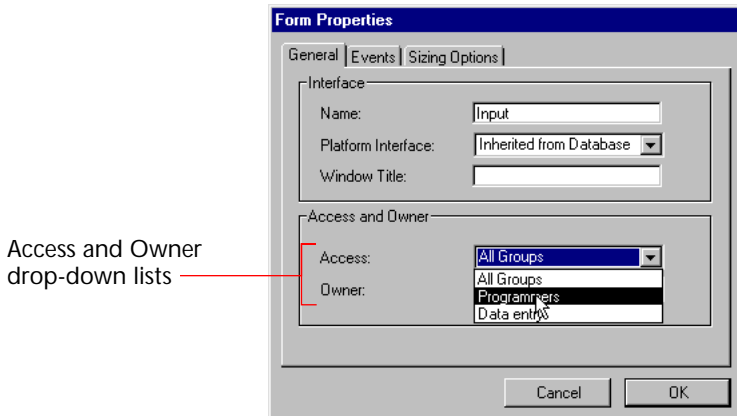 Form Properties
General Events Sizing Options
Interface
Name: Input
Platform Interface: Inherited from Database
Window Title:
Access and Owner
Access and Owner
drop-down lists
Access: All Groups
All Groups
Owner: Programmers
Data entry
Cancel OK